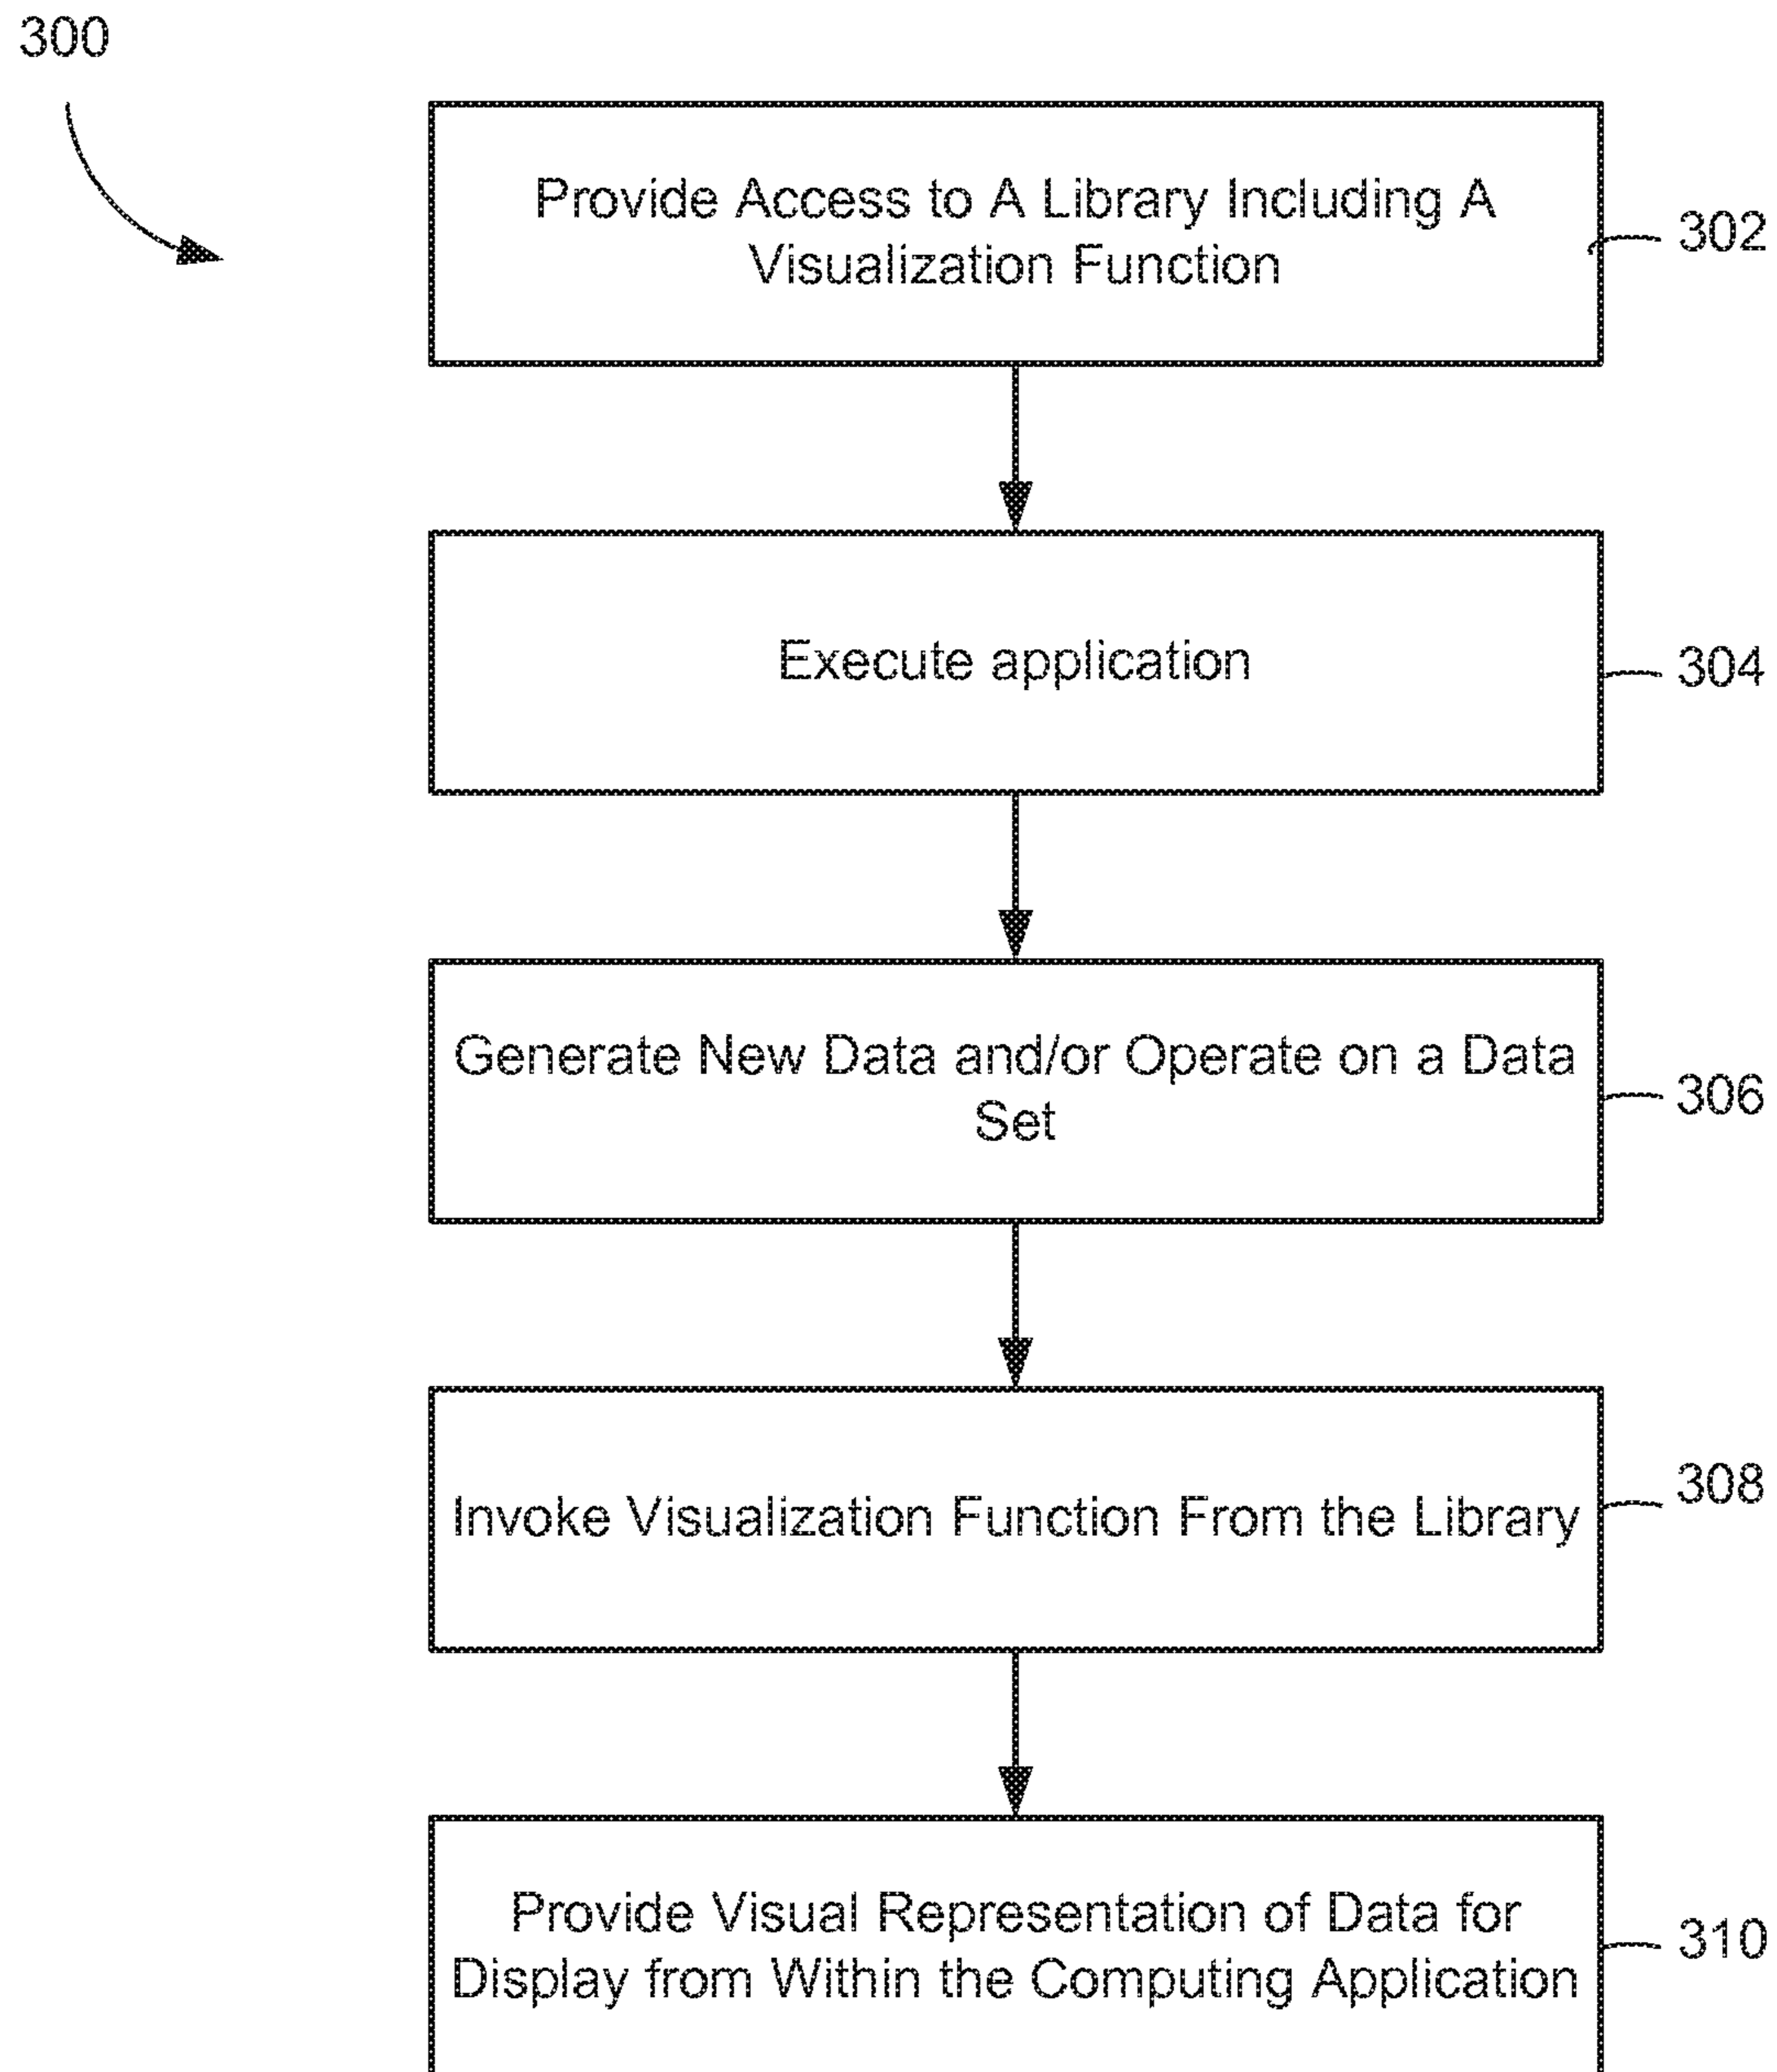 300
Provide Access to A Library Including A
Visualization Function
302
Execute application
304
Generate New Data and/or Operate on a Data
Set
306
Invoke Visualization Function From the Library
308
Provide Visual Representation of Data for
Display from Within the Computing Application
310